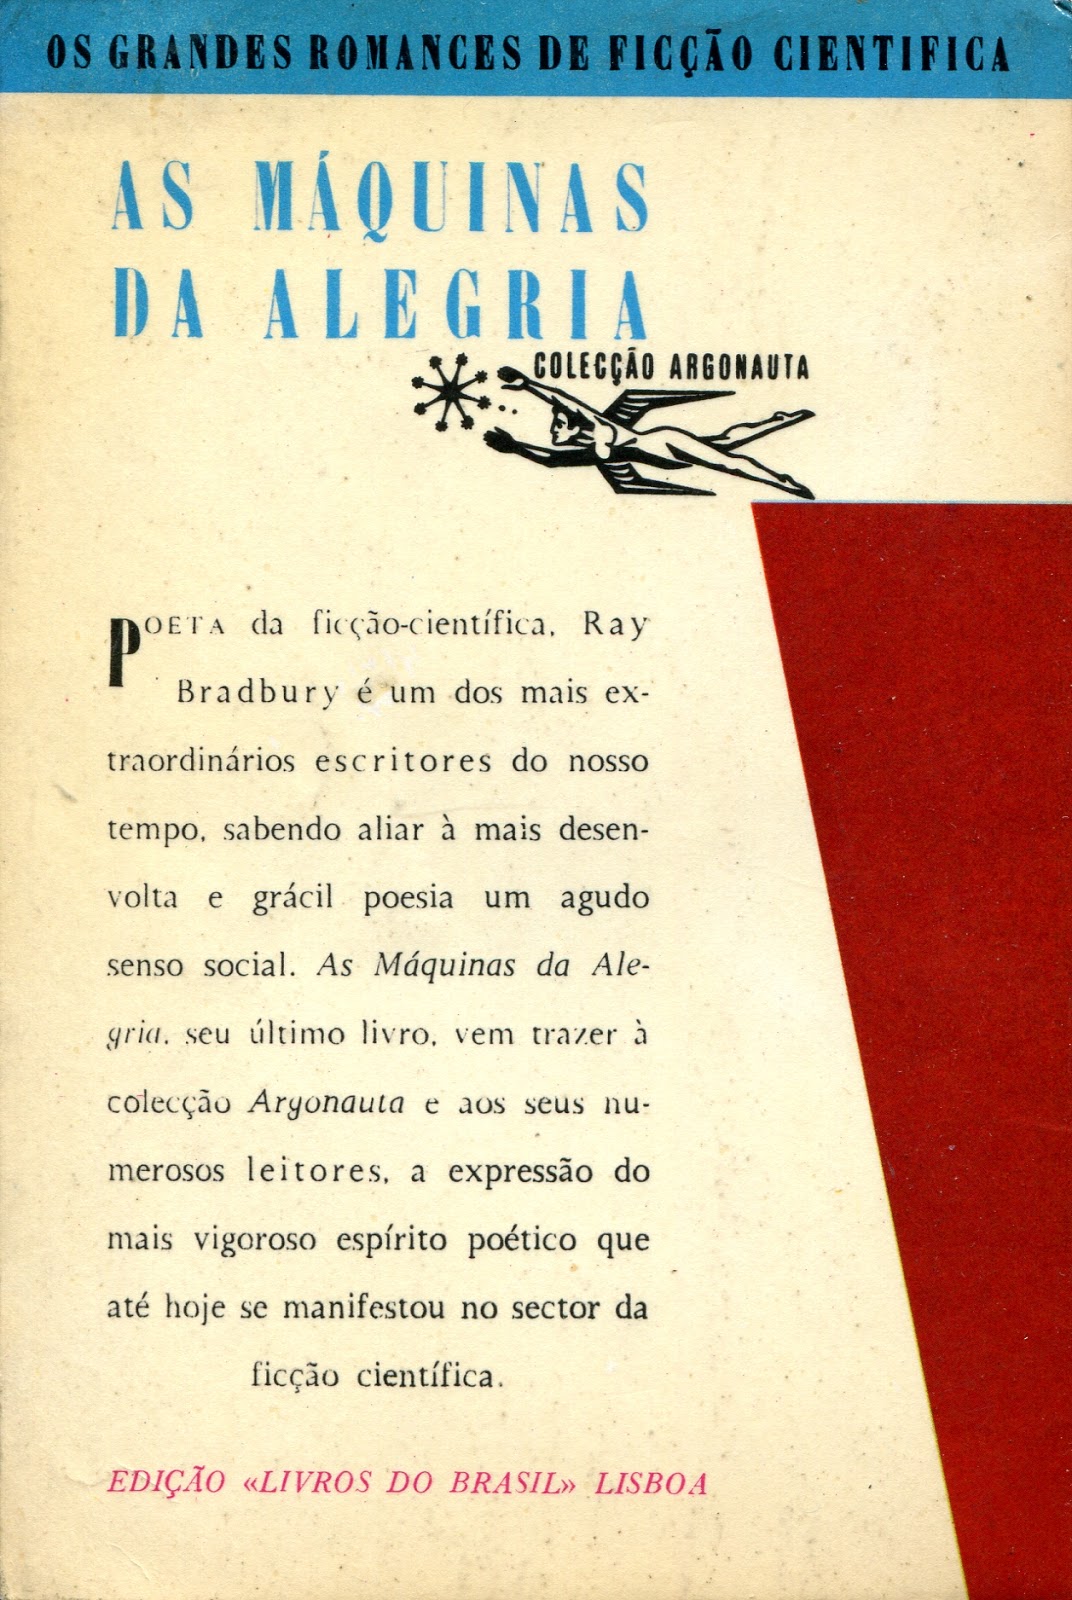 OS GRANDES ROMANCES DE FICÇÃO CIENTIFICA
AS MÁQUINAS
DA ALEGRIA
COLECÇÃO ARGONAUTA
POETA da ficção-científica, Ray
Bradbury é um dos mais ex-
traordinários escritores do nosso
tempo, sabendo aliar à mais desen-
volta e grácil poesia um agudo
senso social. As Máquinas da Ale-
gria, seu último livro, vem trazer à
colecção Argonauta e aos seus nu-
merosos leitores, a expressão do
mais vigoroso espírito poético que
até hoje se manifestou no sector da
ficção científica.
EDIÇÃO «LIVROS DO BRASIL» LISBOA